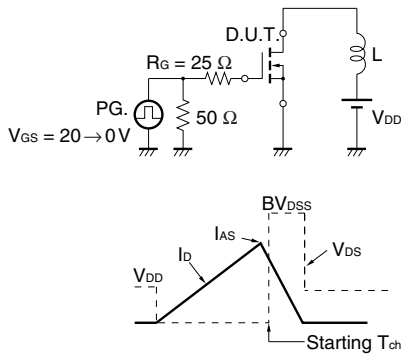 D.U.T.
RG = 25 Ω
L
PG.
50 Ω
VDD
VGS = 20 → 0 V
BVDSS
IAS
VDD
ID
VDS
Starting Tch